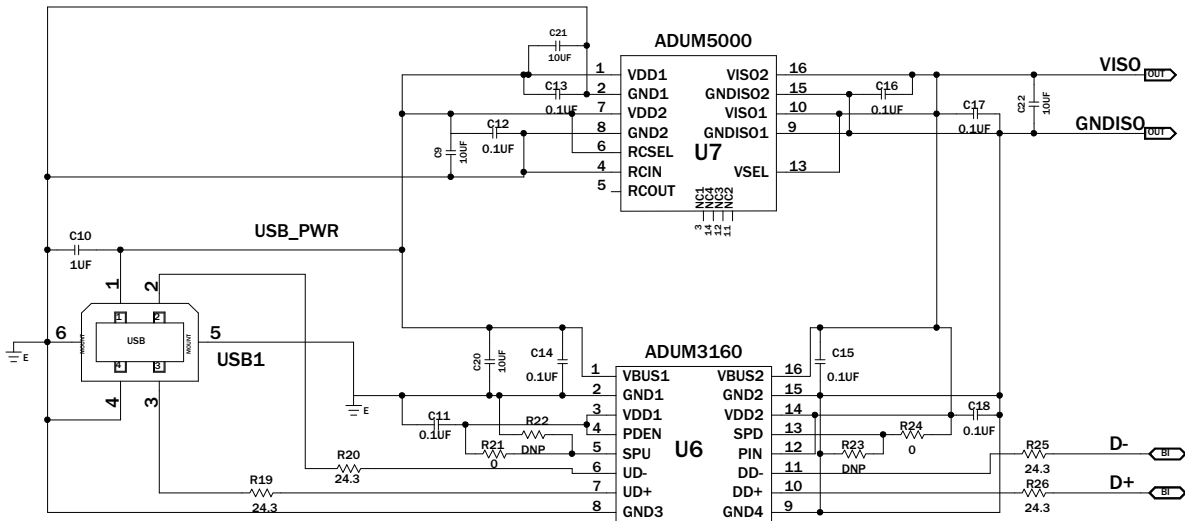 C21
10UF
ADUM5000
1 VDD1 VISO2 16
2 GND1 GNDISO2 15
7 VDD2 VISO1 10
8 GND2 GNDISO1 9
6 RCSEL
4 RCIN VSEL 13
5 RCOUT
U7
NC1 NC4 NC3 NC2
3 14 12 11
C13
0.1UF
C12
0.1UF
C9
10UF
C16
0.1UF
C17
0.1UF
C22
10UF
VISO
OUT
GNDISO
OUT
USB_PWR
C10
1UF
1 2
6 5
1 2
USB
MOUNT MOUNT
4 3
4 3
USB1
E
E
C20
10UF
C14
0.1UF
ADUM3160
1 VBUS1 VBUS2 16
2 GND1 GND2 15
3 VDD1 VDD2 14
4 PDEN SPD 13
5 SPU PIN 12
6 UD- DD- 11
7 UD+ DD+ 10
8 GND3 GND4 9
U6
C11
0.1UF
R22
DNP
R21
0
R20
24.3
R19
24.3
C15
0.1UF
C18
0.1UF
R24
0
R23
DNP
R25
24.3
R26
24.3
D-
BI
D+
BI